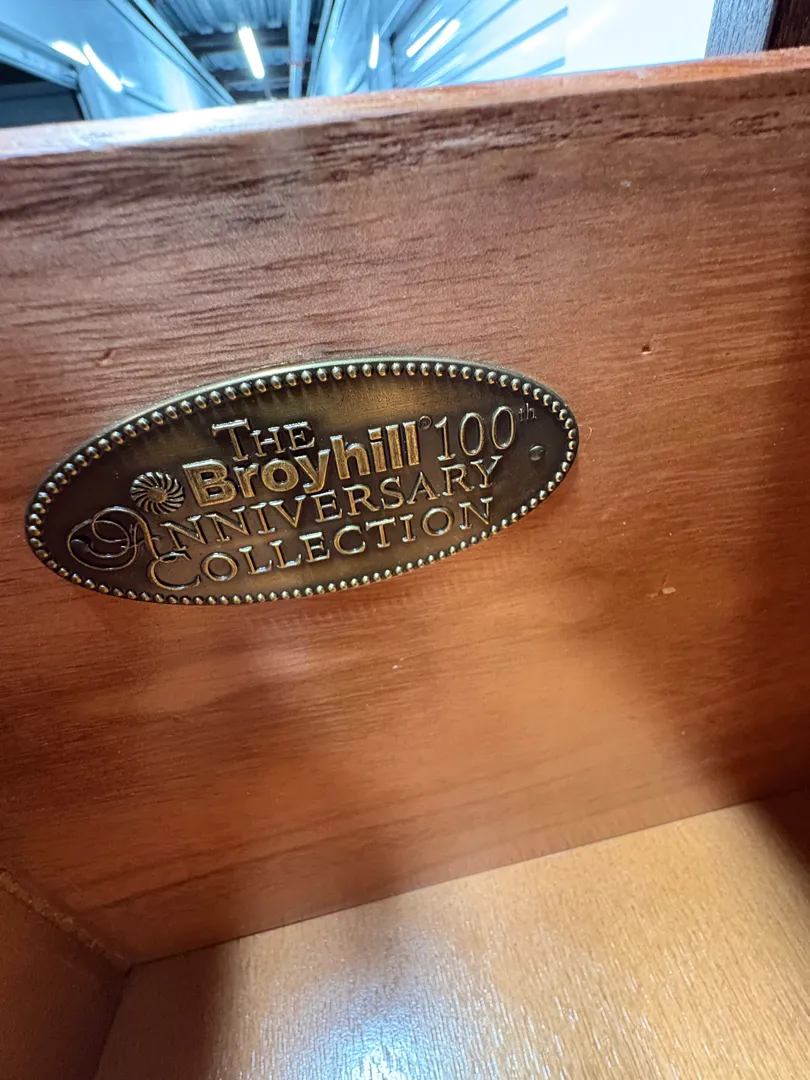 THE
Broyhill® 100th
ANNIVERSARY
COLLECTION